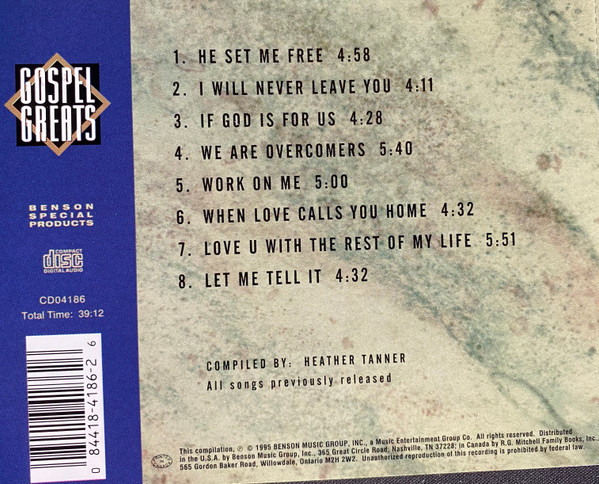 1. HE SET ME FREE 4:58
2. I WILL NEVER LEAVE YOU 4:11
3. IF GOD IS FOR US 4:28
4. WE ARE OVERCOMERS 5:40
5. WORK ON ME 5:00
6. WHEN LOVE CALLS YOU HOME 4:32
7. LOVE U WITH THE REST OF MY LIFE 5:51
8. LET ME TELL IT 4:32
GOSPEL
GREATS
BENSON
SPECIAL
PRODUCTS
COMPACT
disc
DIGITAL AUDIO
CD04186
Total Time: 39:12
0 84418-4186-2 6
COMPILED BY: HEATHER TANNER
All songs previously released
This compilation, ℗ © 1995 BENSON MUSIC GROUP, INC., a Music Entertainment Group Co. All rights reserved. Distributed
in the U.S.A. by Benson Music Group, Inc., 365 Great Circle Road, Nashville, TN 37228; in Canada by R.G. Mitchell Family Books, Inc.,
565 Gordon Baker Road, Willowdale, Ontario M2H 2W2. Unauthorized reproduction of this recording is prohibited by federal law.